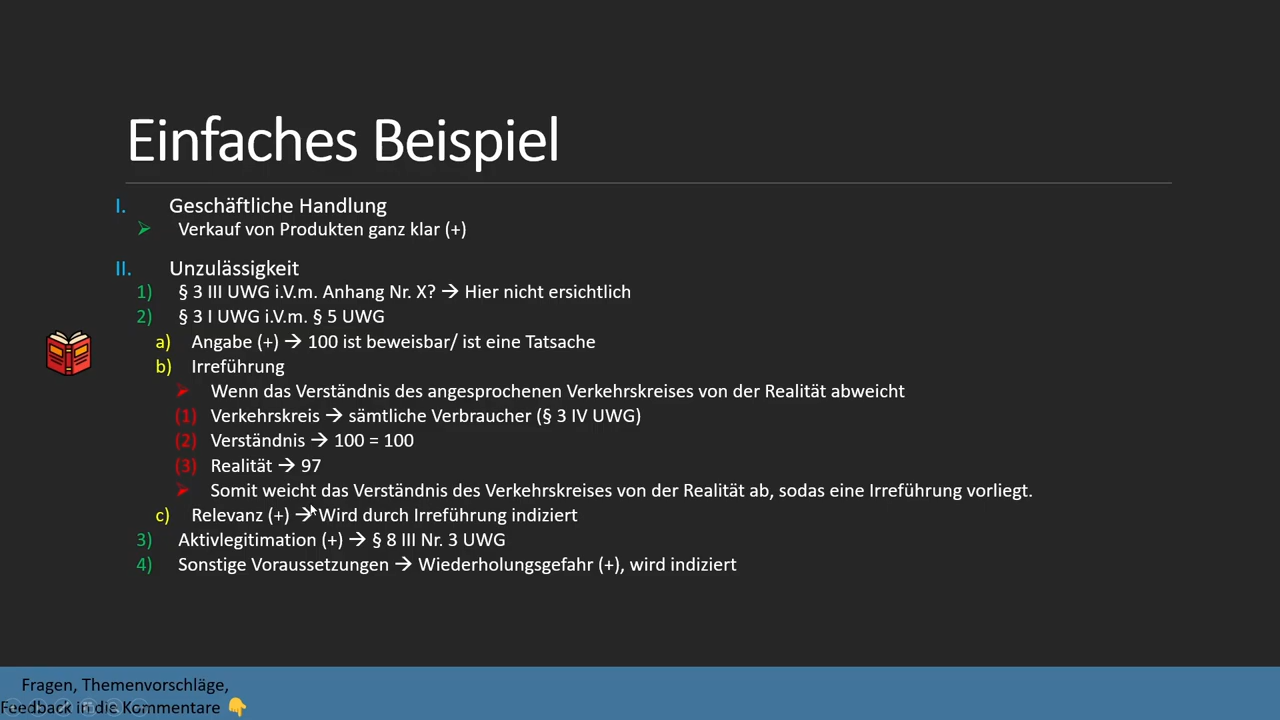 Einfaches Beispiel
I. Geschäftliche Handlung
Verkauf von Produkten ganz klar (+)
II. Unzulässigkeit
1) § 3 III UWG i.V.m. Anhang Nr. X? → Hier nicht ersichtlich
2) § 3 I UWG i.V.m. § 5 UWG
a) Angabe (+) → 100 ist beweisbar/ ist eine Tatsache
b) Irreführung
Wenn das Verständnis des angesprochenen Verkehrskreises von der Realität abweicht
(1) Verkehrskreis → sämtliche Verbraucher (§ 3 IV UWG)
(2) Verständnis → 100 = 100
(3) Realität → 97
Somit weicht das Verständnis des Verkehrskreises von der Realität ab, sodas eine Irreführung vorliegt.
c) Relevanz (+) → Wird durch Irreführung indiziert
3) Aktivlegitimation (+) → § 8 III Nr. 3 UWG
4) Sonstige Voraussetzungen → Wiederholungsgefahr (+), wird indiziert
Fragen, Themenvorschläge,
Feedback in die Kommentare 👇